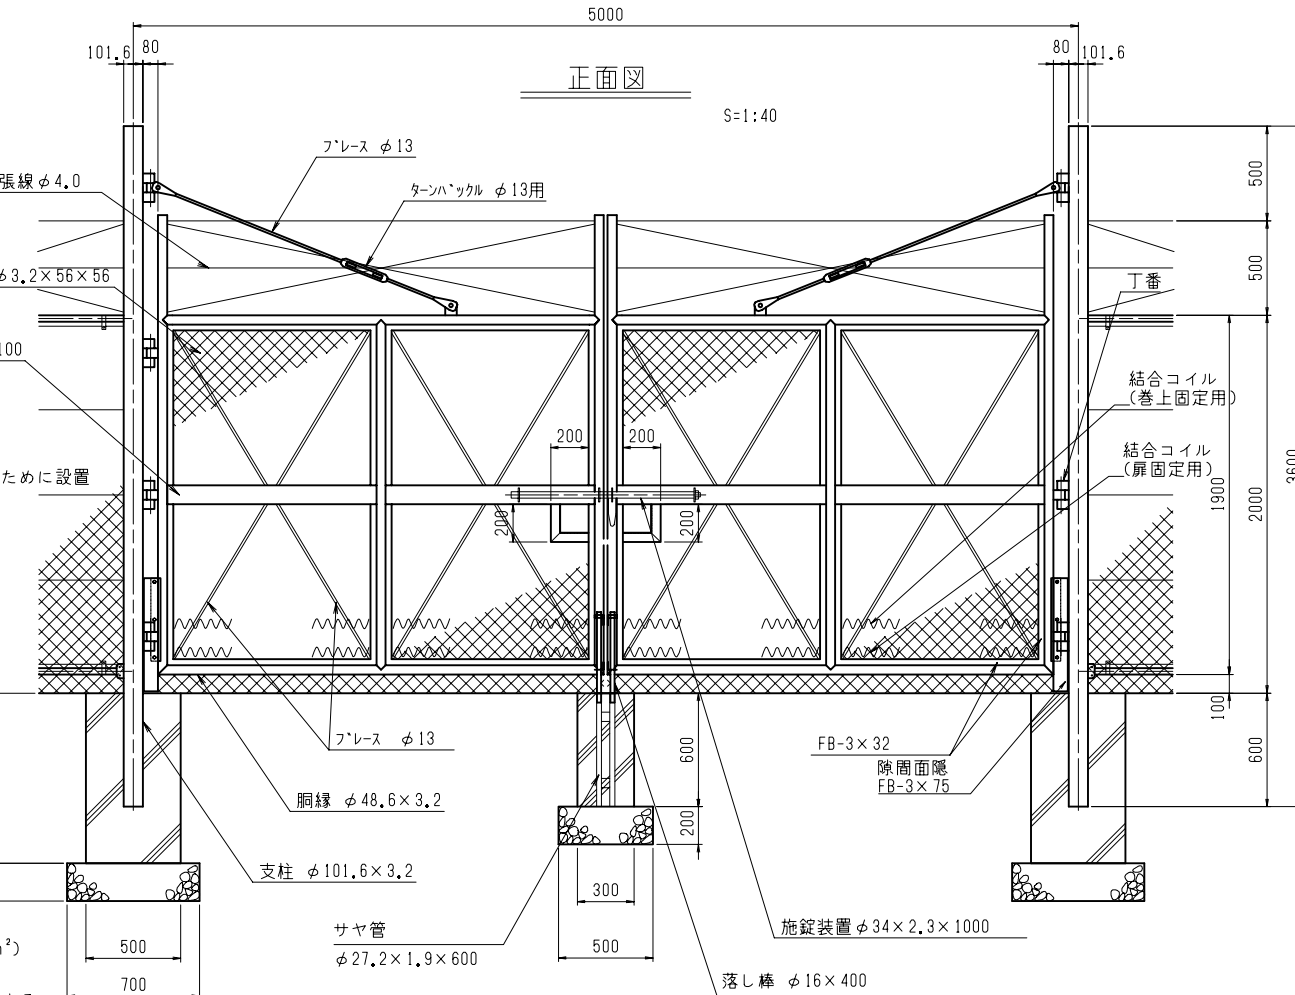 5000
101.6
80
80
101.6
正面図
S=1:40
ブレース φ13
張線φ4.0
ターンバックル φ13用
φ3.2×56×56
100
ために設置
500
500
丁番
結合コイル
(巻上固定用)
結合コイル
(扉固定用)
200
200
200
200
1900
2000
3600
100
600
ブレース φ13
胴縁 φ48.6×3.2
支柱 φ101.6×3.2
FB-3×32
隙間面隠
FB-3×75
600
200
300
500
サヤ管
φ27.2×1.9×600
施錠装置φ34×2.3×1000
落し棒 φ16×400
500
700